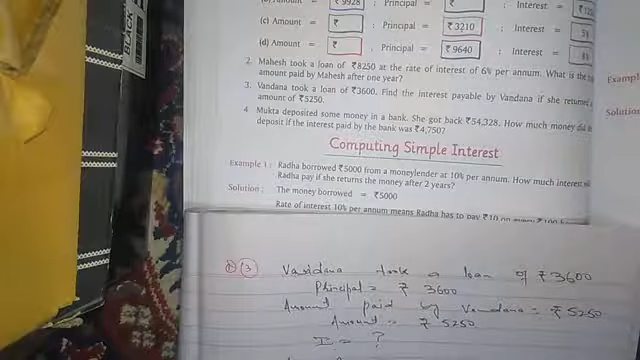 (b) Amount = ₹ 9928 ; Principal = ₹ ; Interest = ₹
(c) Amount = ₹ ; Principal = ₹ 3210 ; Interest =
(d) Amount = ₹ , Principal = ₹ 9640 ; Interest =
2. Mahesh took a loan of ₹8250 at the rate of interest of 6% per annum. What is the
amount paid by Mahesh after one year?
3. Vandana took a loan of ₹3600. Find the interest payable by Vandana if she returned
amount of ₹5250.
4 Mukta deposited some money in a bank. She got back ₹54,328. How much money did
deposit if the interest paid by the bank was ₹4,750?
Computing Simple Interest
Example 1 : Radha borrowed ₹5000 from a moneylender at 10% per annum. How much interest
Radha pay if she returns the money after 2 years?
Solution : The money borrowed = ₹5000
Rate of interest 10% per annum means Radha has to pay ₹10 on every ₹100
Exampl
Solution
BLACK
3 Vandana took a loan of ₹3600
Principal = ₹ 3600
Amount paid by Vandana = ₹5250
Amount = ₹ 5250
I = ?